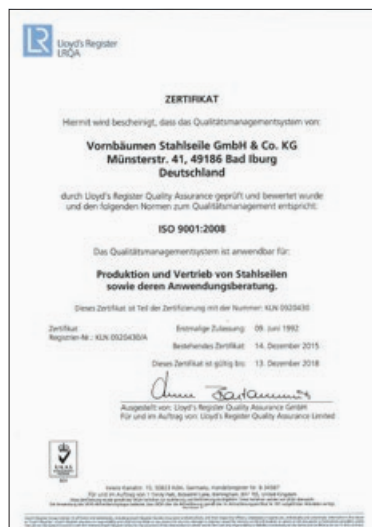 LR
Lloyd's Register
LRQA
ZERTIFIKAT
Hiermit wird bescheinigt, dass das Qualitätsmanagementsystem von:
Vornbäumen Stahlseile GmbH & Co. KG
Münsterstr. 41, 49186 Bad Iburg
Deutschland
durch Lloyd's Register Quality Assurance geprüft und bewertet wurde
und den folgenden Normen zum Qualitätsmanagement entspricht:
ISO 9001:2008
Das Qualitätsmanagementsystem ist anwendbar für:
Produktion und Vertrieb von Stahlseilen
sowie deren Anwendungsberatung.
Dieses Zertifikat ist Teil der Zertifizierung mit der Nummer: KLN 0920430
Zertifikat Erstmalige Zulassung: 09. Juni 1992
Registrier-Nr.: KLN 0920430/A
Bestehendes Zertifikat: 14. Dezember 2015
Dieses Zertifikat ist gültig bis: 13. Dezember 2018
Ausgestellt von: Lloyd's Register Quality Assurance GmbH
Für und im Auftrag von: Lloyd's Register Quality Assurance Limited
UKAS